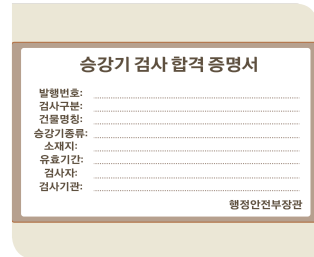 승강기 검사 합격 증명서
발행번호:
검사구분:
건물명칭:
승강기종류:
소재지:
유효기간:
검사자:
검사기관:
행정안전부장관